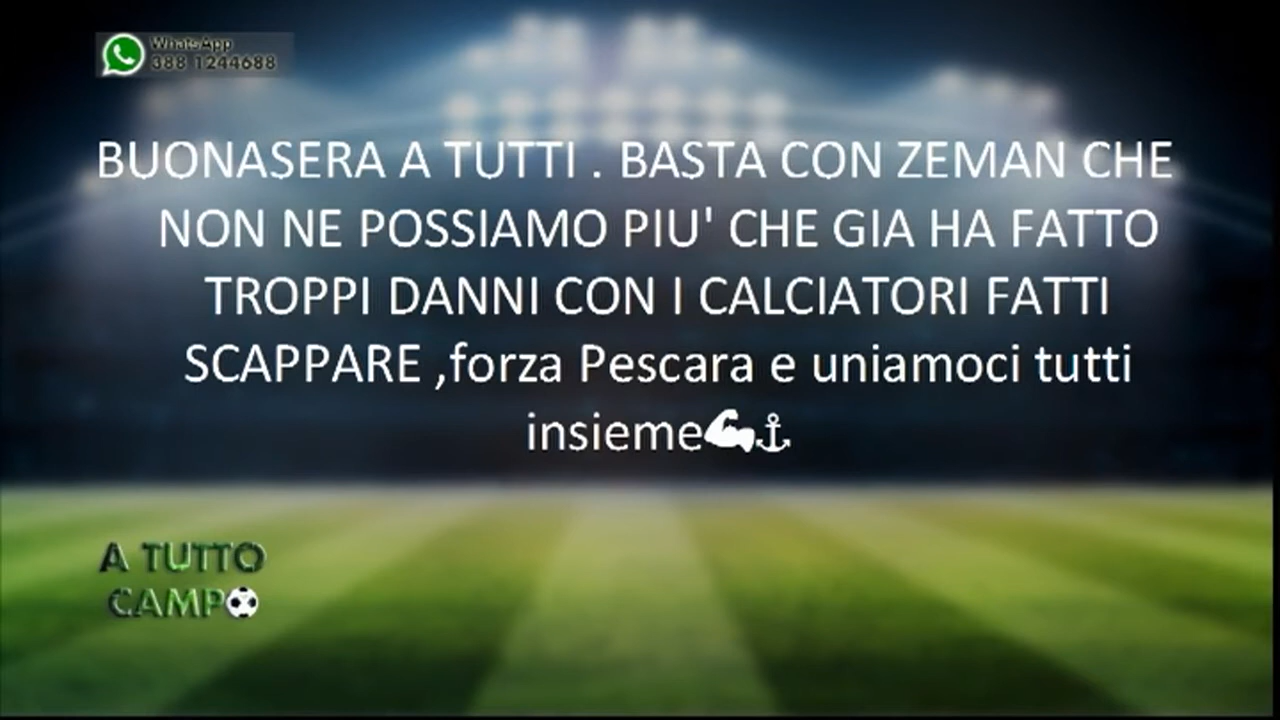 WhatsApp
388 1244688
BUONASERA A TUTTI . BASTA CON ZEMAN CHE
NON NE POSSIAMO PIU' CHE GIA HA FATTO
TROPPI DANNI CON I CALCIATORI FATTI
SCAPPARE ,forza Pescara e uniamoci tutti
insieme💪⚓
A TUTTO
CAMPO